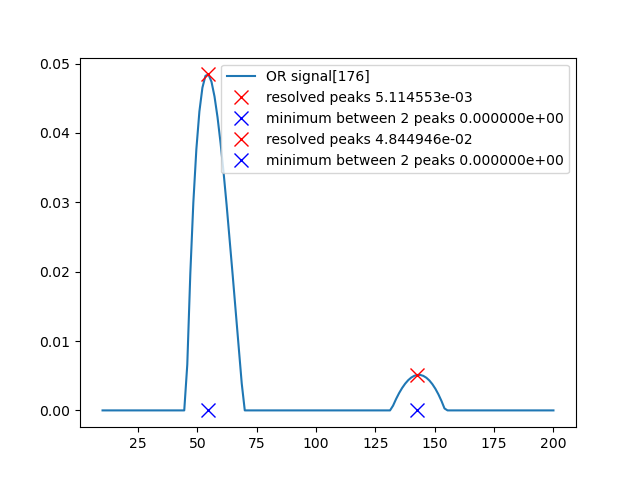 OR signal[176]
resolved peaks 5.114553e-03
minimum between 2 peaks 0.000000e+00
resolved peaks 4.844946e-02
minimum between 2 peaks 0.000000e+00
0.05
0.04
0.03
0.02
0.01
0.00
25 50 75 100 125 150 175 200